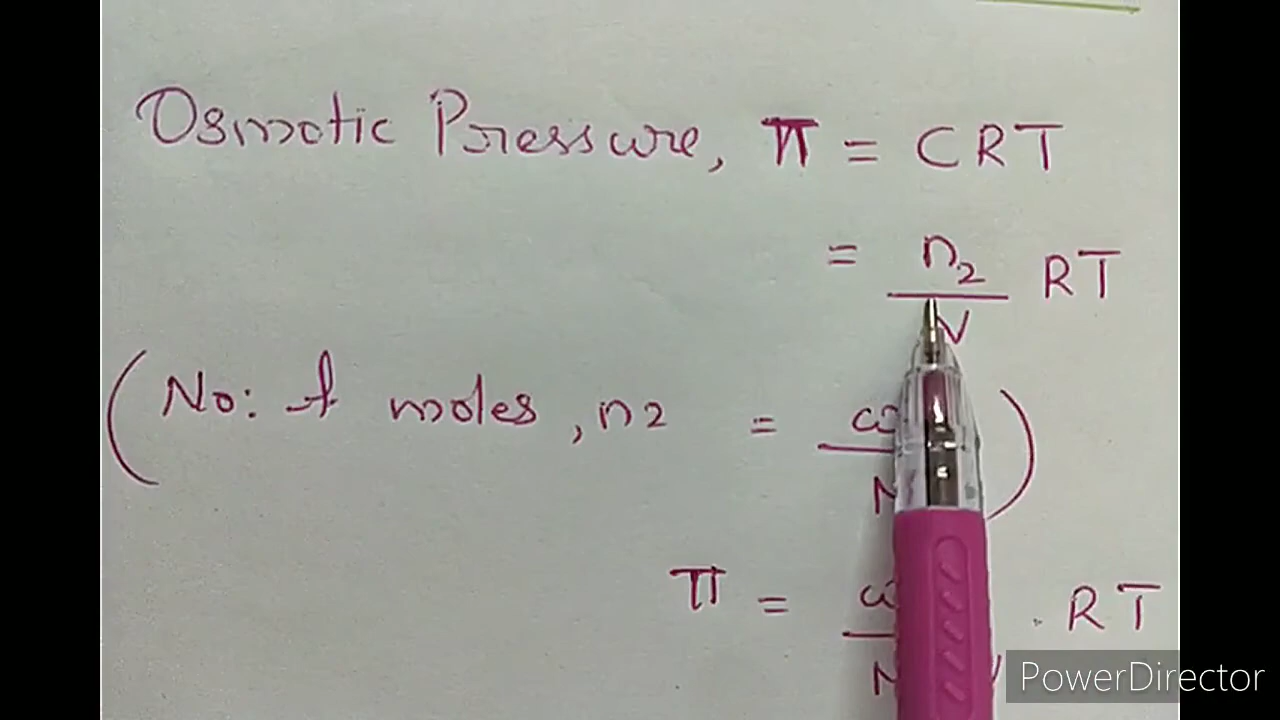 Osmotic Pressure, π = CRT
= n₂/V RT
(No: of moles, n2 = )
π = . RT
PowerDirector